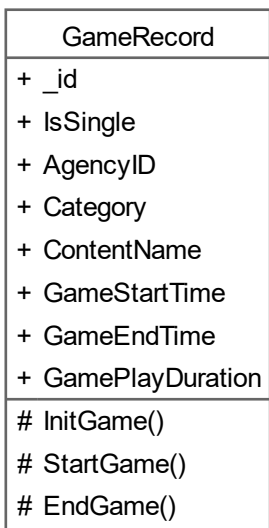 GameRecord
+ _id
+ IsSingle
+ AgencyID
+ Category
+ ContentName
+ GameStartTime
+ GameEndTime
+ GamePlayDuration
# InitGame()
# StartGame()
# EndGame()